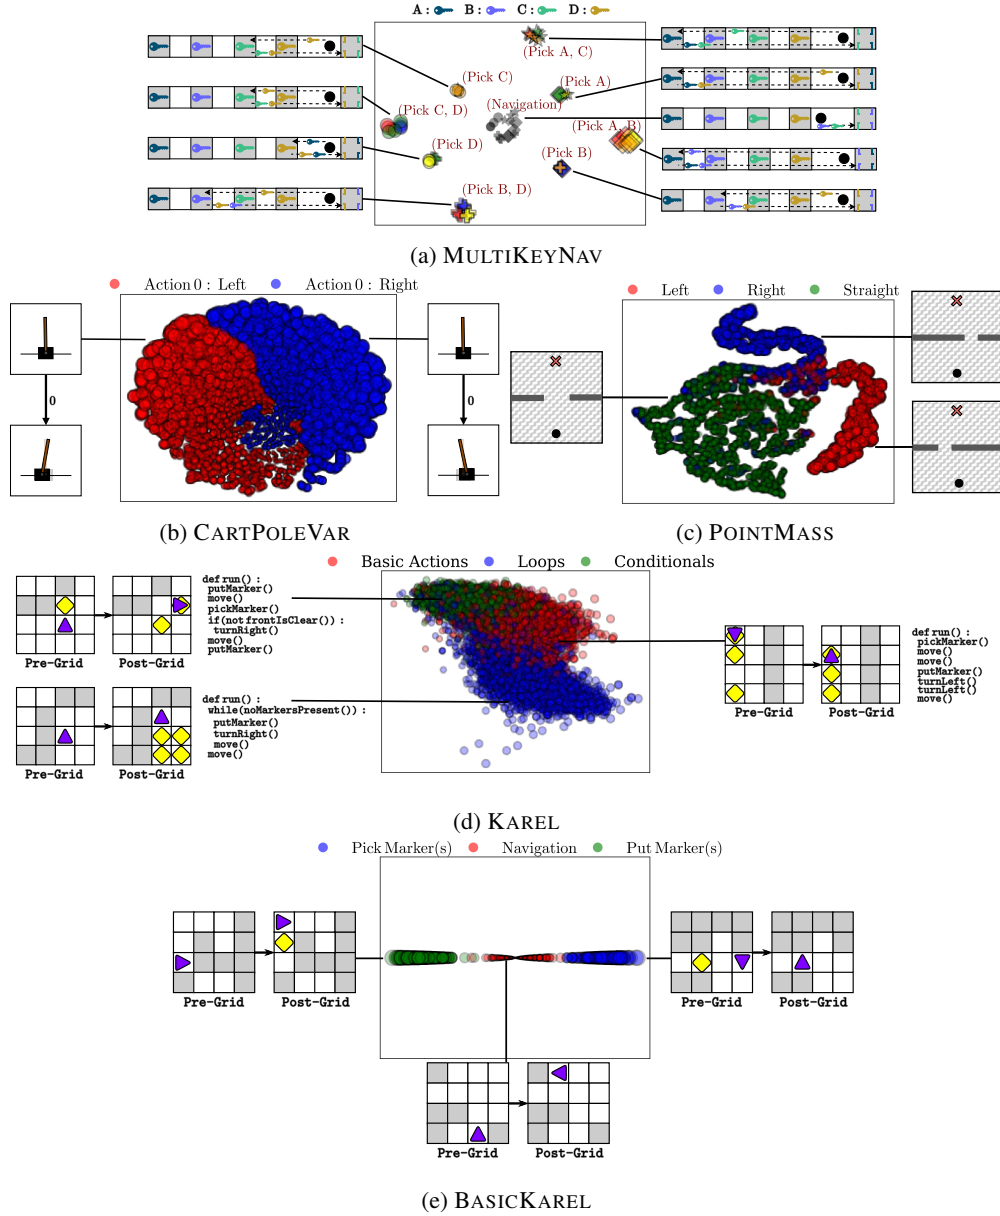 A: B: C: D:
(Pick A, C)
(Pick C)
(Pick A)
(Pick C, D)
(Navigation)
(Pick A, B)
(Pick D)
(Pick B)
(Pick B, D)
(a) MULTIKEYNAV
Action 0 : Left Action 0 : Right
0
0
(b) CARTPOLEVAR
Left Right Straight
(c) POINTMASS
Basic Actions Loops Conditionals
Pre-Grid Post-Grid
def run() :
putMarker()
move()
pickMarker()
if(not frontIsClear()) :
turnRight()
move()
putMarker()
Pre-Grid Post-Grid
def run() :
while(noMarkersPresent()) :
putMarker()
turnRight()
move()
move()
Pre-Grid Post-Grid
def run() :
pickMarker()
move()
move()
putMarker()
turnLeft()
turnLeft()
move()
(d) KAREL
Pick Marker(s) Navigation Put Marker(s)
Pre-Grid Post-Grid
Pre-Grid Post-Grid
Pre-Grid Post-Grid
(e) BASICKAREL